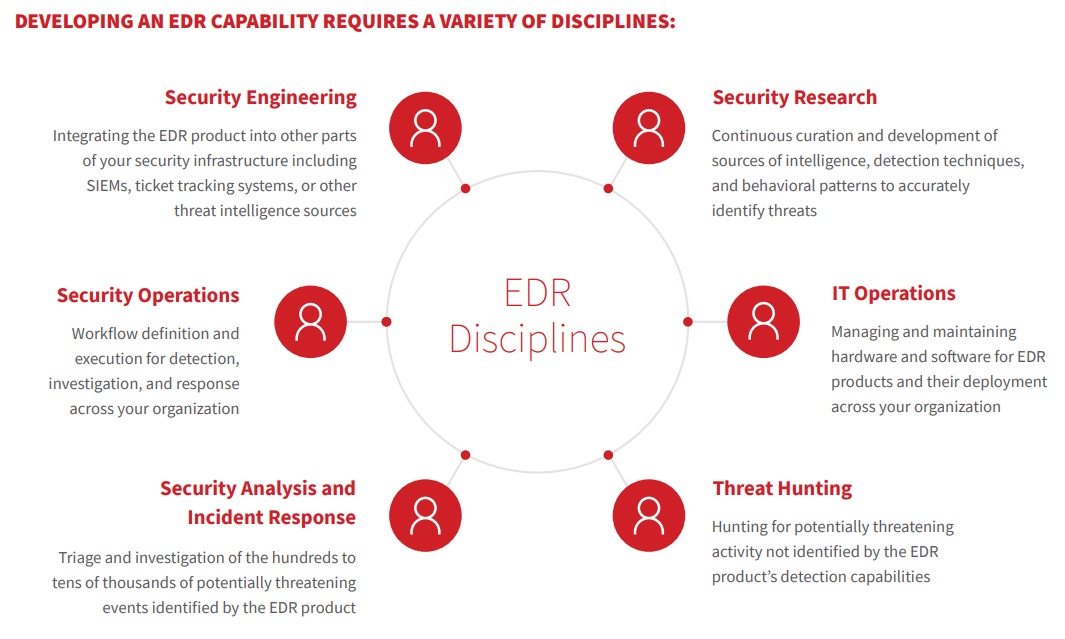 DEVELOPING AN EDR CAPABILITY REQUIRES A VARIETY OF DISCIPLINES:
Security Engineering
Integrating the EDR product into other parts
of your security infrastructure including
SIEMs, ticket tracking systems, or other
threat intelligence sources
Security Research
Continuous curation and development of
sources of intelligence, detection techniques,
and behavioral patterns to accurately
identify threats
Security Operations
Workflow definition and
execution for detection,
investigation, and response
across your organization
EDR
Disciplines
IT Operations
Managing and maintaining
hardware and software for EDR
products and their deployment
across your organization
Security Analysis and
Incident Response
Triage and investigation of the hundreds to
tens of thousands of potentially threatening
events identified by the EDR product
Threat Hunting
Hunting for potentially threatening
activity not identified by the EDR
product's detection capabilities